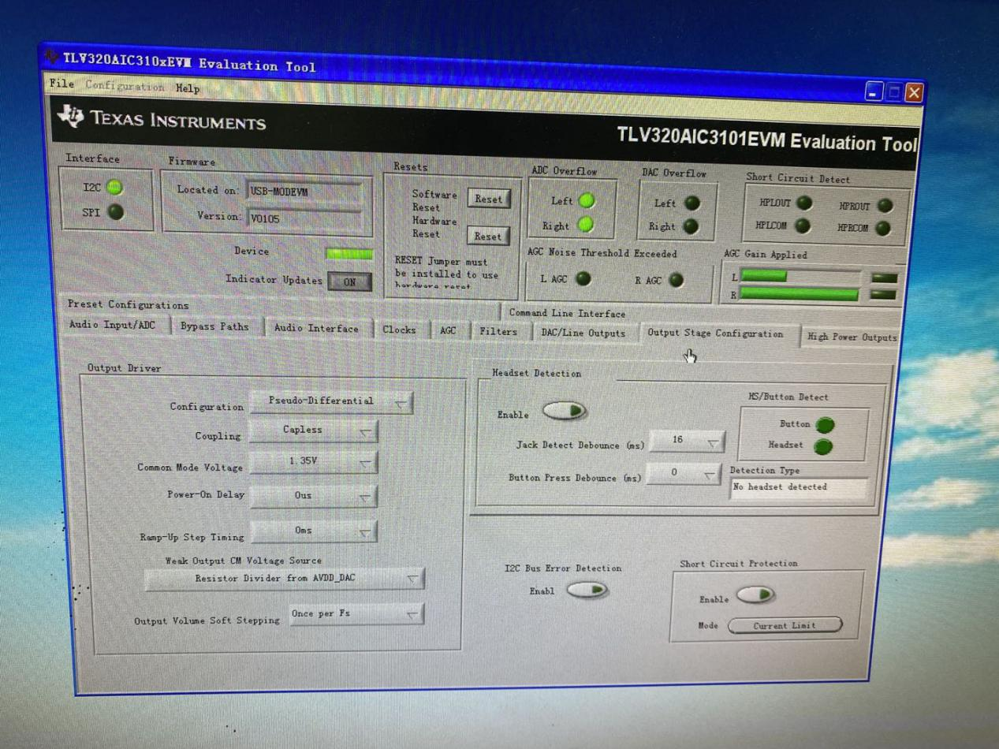 TLV320AIC310xEVM Evaluation Tool
File Configuration Help
TEXAS INSTRUMENTS
TLV320AIC3101EVM Evaluation Tool
Interface
I2C
SPI
Firmware
Located on: USB-MODEVM
Version: V0105
Device
Indicator Updates ON
Resets
Software
Reset
Reset
Hardware
Reset
Reset
RESET Jumper must
be installed to use
hardware reset
ADC Overflow
Left
Right
DAC Overflow
Left
Right
Short Circuit Detect
HPLOUT HPROUT
HPLCOM HPRCOM
AGC Noise Threshold Exceeded
L AGC R AGC
AGC Gain Applied
L
R
Preset Configurations Command Line Interface
Audio Input/ADC Bypass Paths Audio Interface Clocks AGC Filters DAC/Line Outputs Output Stage Configuration High Power Outputs
Output Driver
Configuration Pseudo-Differential
Coupling Capless
Common Mode Voltage 1.35V
Power-On Delay 0us
Ramp-Up Step Timing 0ms
Weak Output CM Voltage Source
Resistor Divider from AVDD_DAC
Output Volume Soft Stepping Once per Fs
Headset Detection
Enable
Jack Detect Debounce (ms) 16
Button Press Debounce (ms) 0
HS/Button Detect
Button
Headset
Detection Type
No headset detected
I2C Bus Error Detection
Enabl
Short Circuit Protection
Enable
Mode Current Limit